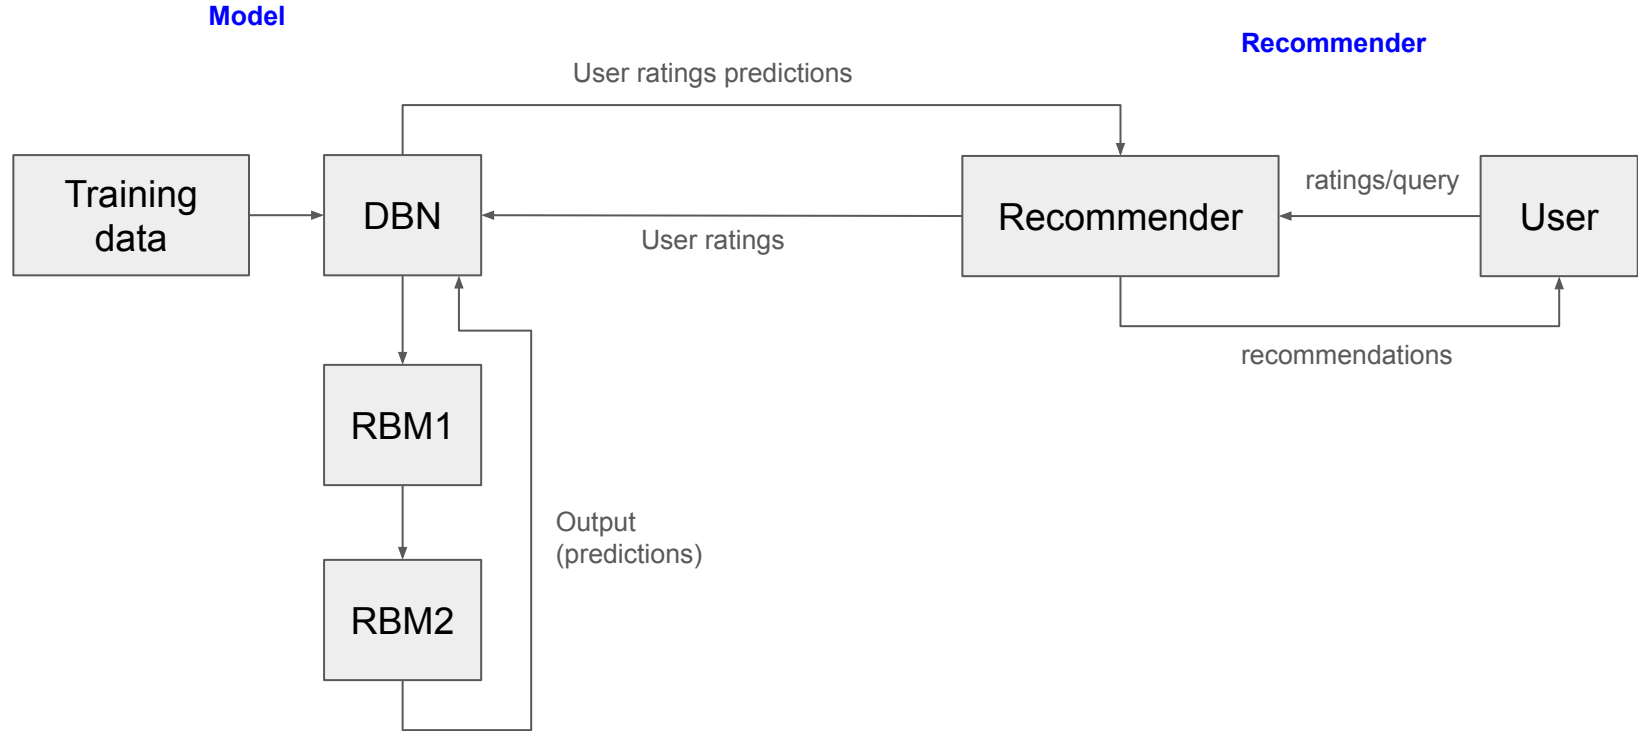 Model
Recommender
User ratings predictions
Training
data
DBN
User ratings
Recommender
ratings/query
User
recommendations
RBM1
Output
(predictions)
RBM2